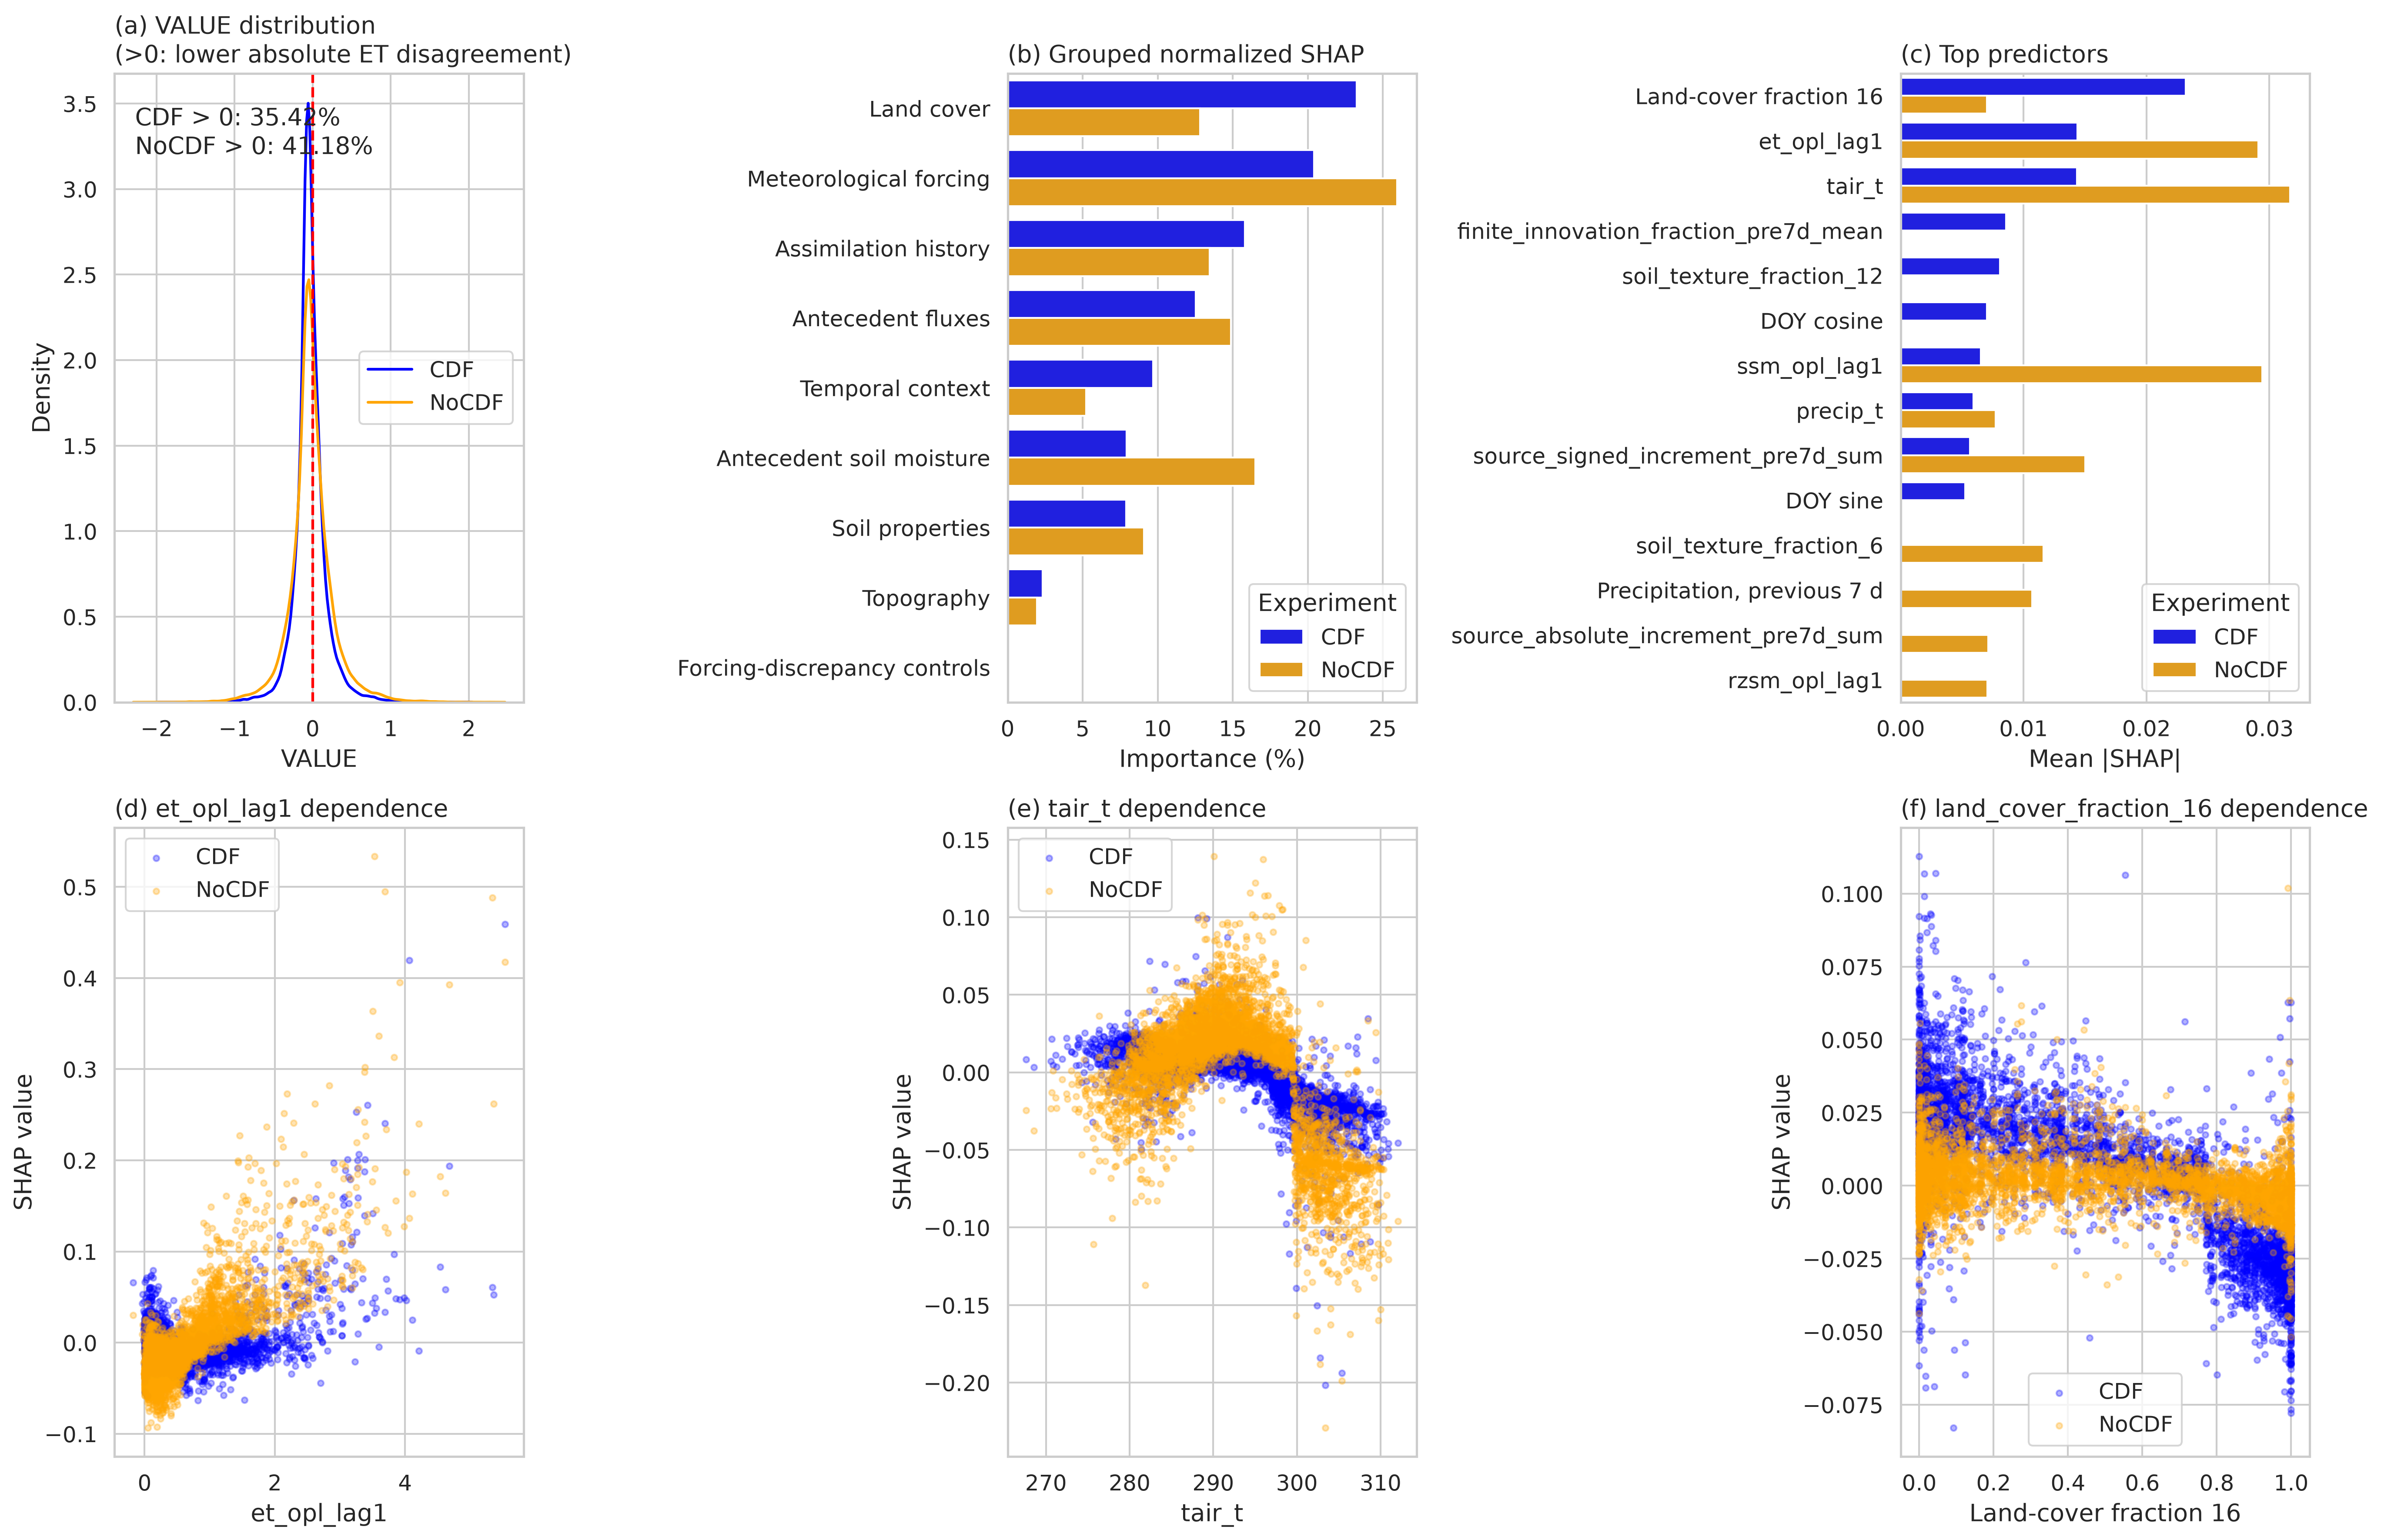 (a) VALUE distribution
(>0: lower absolute ET disagreement)
CDF > 0: 35.42%
NoCDF > 0: 41.18%
3.5
3.0
2.5
2.0
1.5
1.0
0.5
0.0
Density
CDF
NoCDF
−2
−1
0
1
2
VALUE
(b) Grouped normalized SHAP
Land cover
Meteorological forcing
Assimilation history
Antecedent fluxes
Temporal context
Antecedent soil moisture
Soil properties
Topography
Forcing-discrepancy controls
Experiment
CDF
NoCDF
0
5
10
15
20
25
Importance (%)
(c) Top predictors
Land-cover fraction 16
et_opl_lag1
tair_t
finite_innovation_fraction_pre7d_mean
soil_texture_fraction_12
DOY cosine
ssm_opl_lag1
precip_t
source_signed_increment_pre7d_sum
DOY sine
soil_texture_fraction_6
Precipitation, previous 7 d
source_absolute_increment_pre7d_sum
rzsm_opl_lag1
Experiment
CDF
NoCDF
0.00
0.01
0.02
0.03
Mean |SHAP|
(d) et_opl_lag1 dependence
CDF
NoCDF
0.5
0.4
0.3
0.2
0.1
0.0
−0.1
SHAP value
0
2
4
et_opl_lag1
(e) tair_t dependence
CDF
NoCDF
0.15
0.10
0.05
0.00
−0.05
−0.10
−0.15
−0.20
SHAP value
270
280
290
300
310
tair_t
(f) land_cover_fraction_16 dependence
0.100
0.075
0.050
0.025
0.000
−0.025
−0.050
−0.075
SHAP value
CDF
NoCDF
0.0
0.2
0.4
0.6
0.8
1.0
Land-cover fraction 16